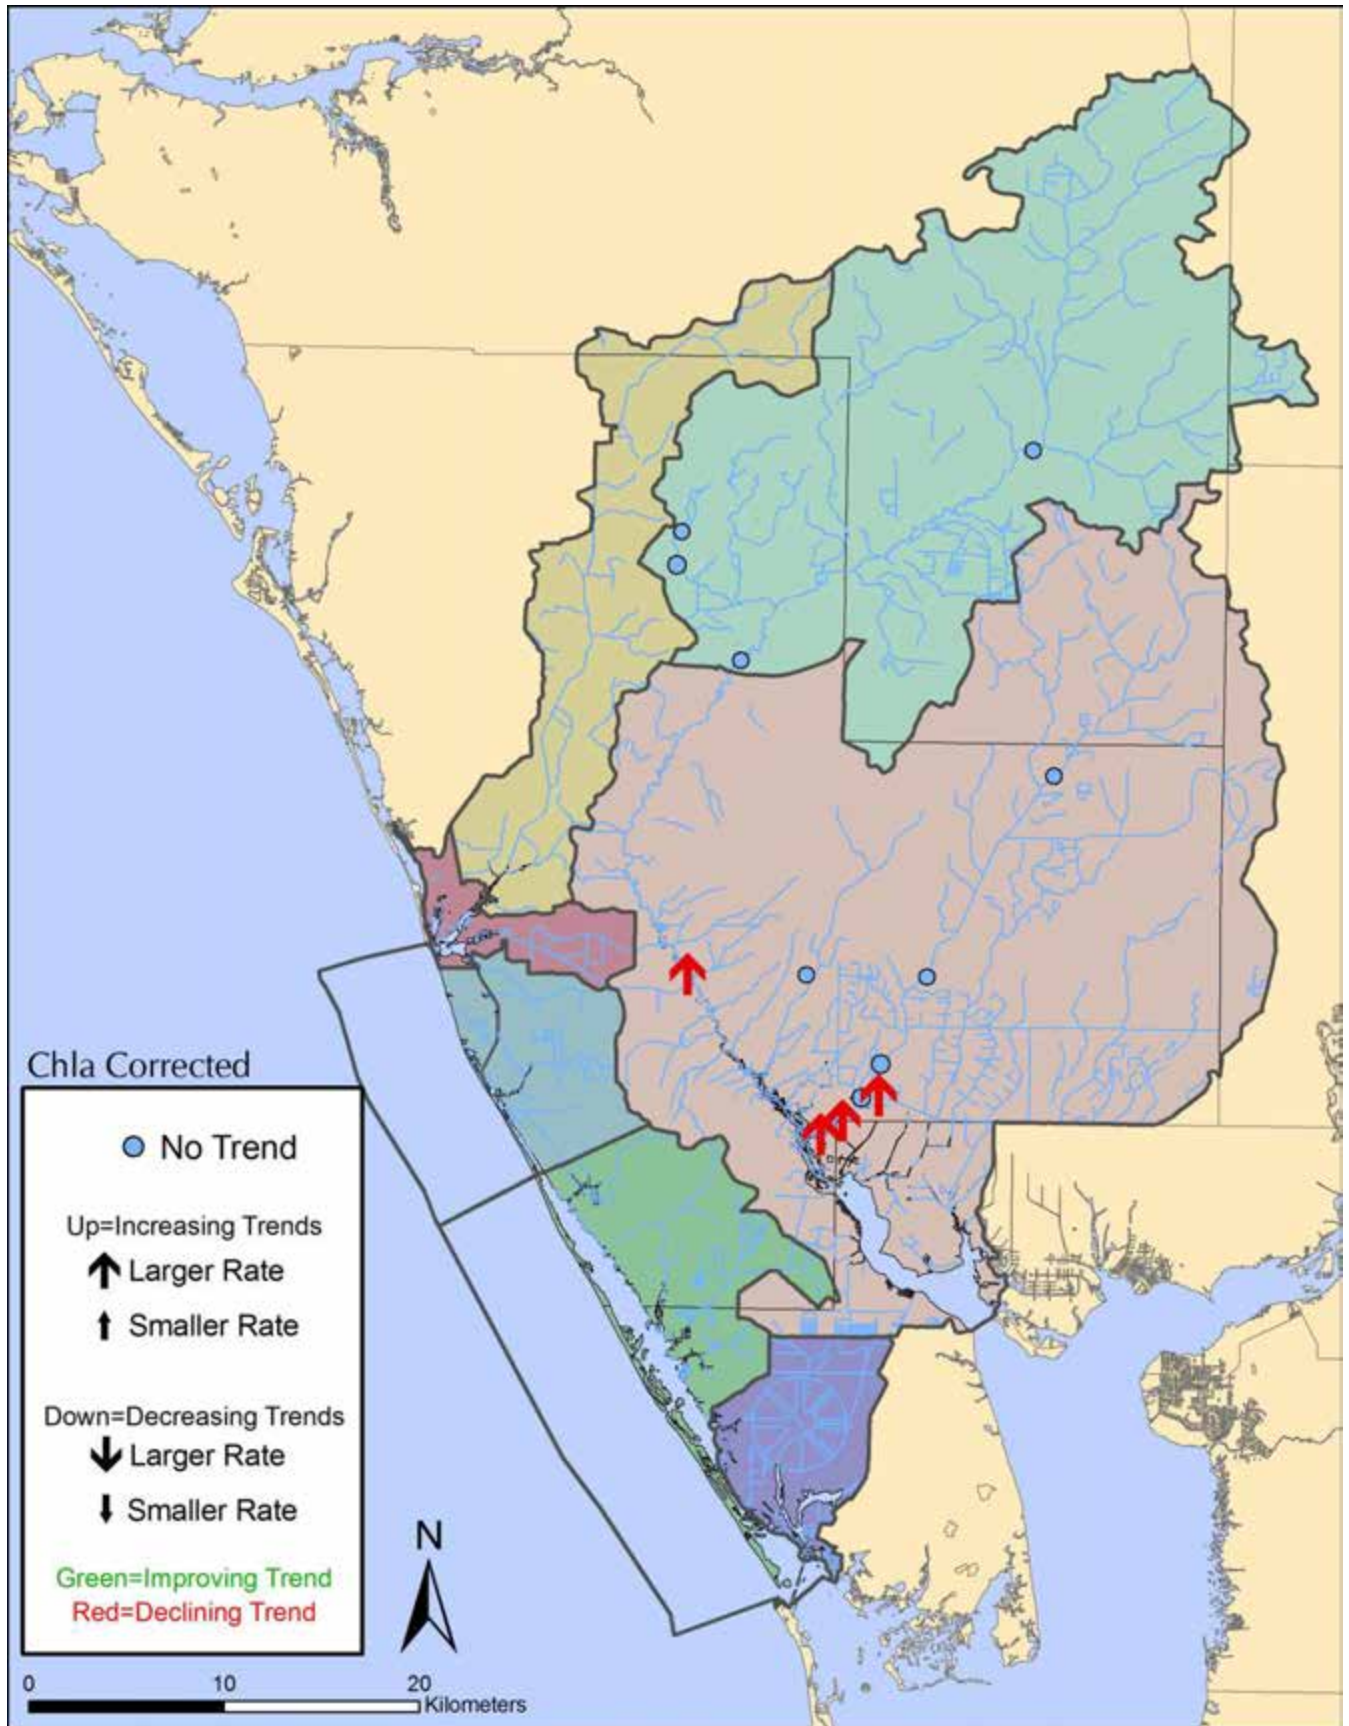 Chla Corrected
No Trend
Up=Increasing Trends
Larger Rate
Smaller Rate
Down=Decreasing Trends
Larger Rate
Smaller Rate
Green=Improving Trend
Red=Declining Trend
N
0 10 20
Kilometers